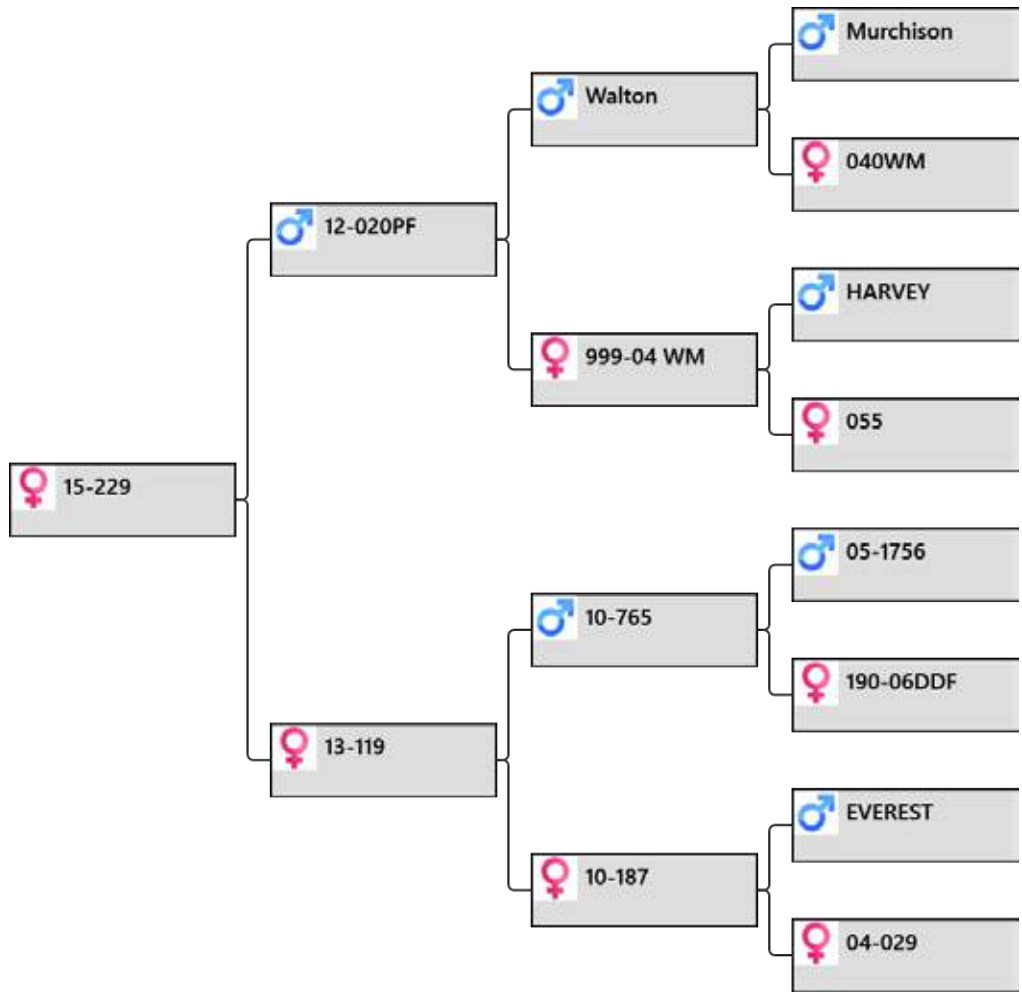 Murchison
Walton
040WM
12-020PF
HARVEY
999-04 WM
055
15-229
05-1756
10-765
190-06DDF
13-119
EVEREST
10-187
04-029